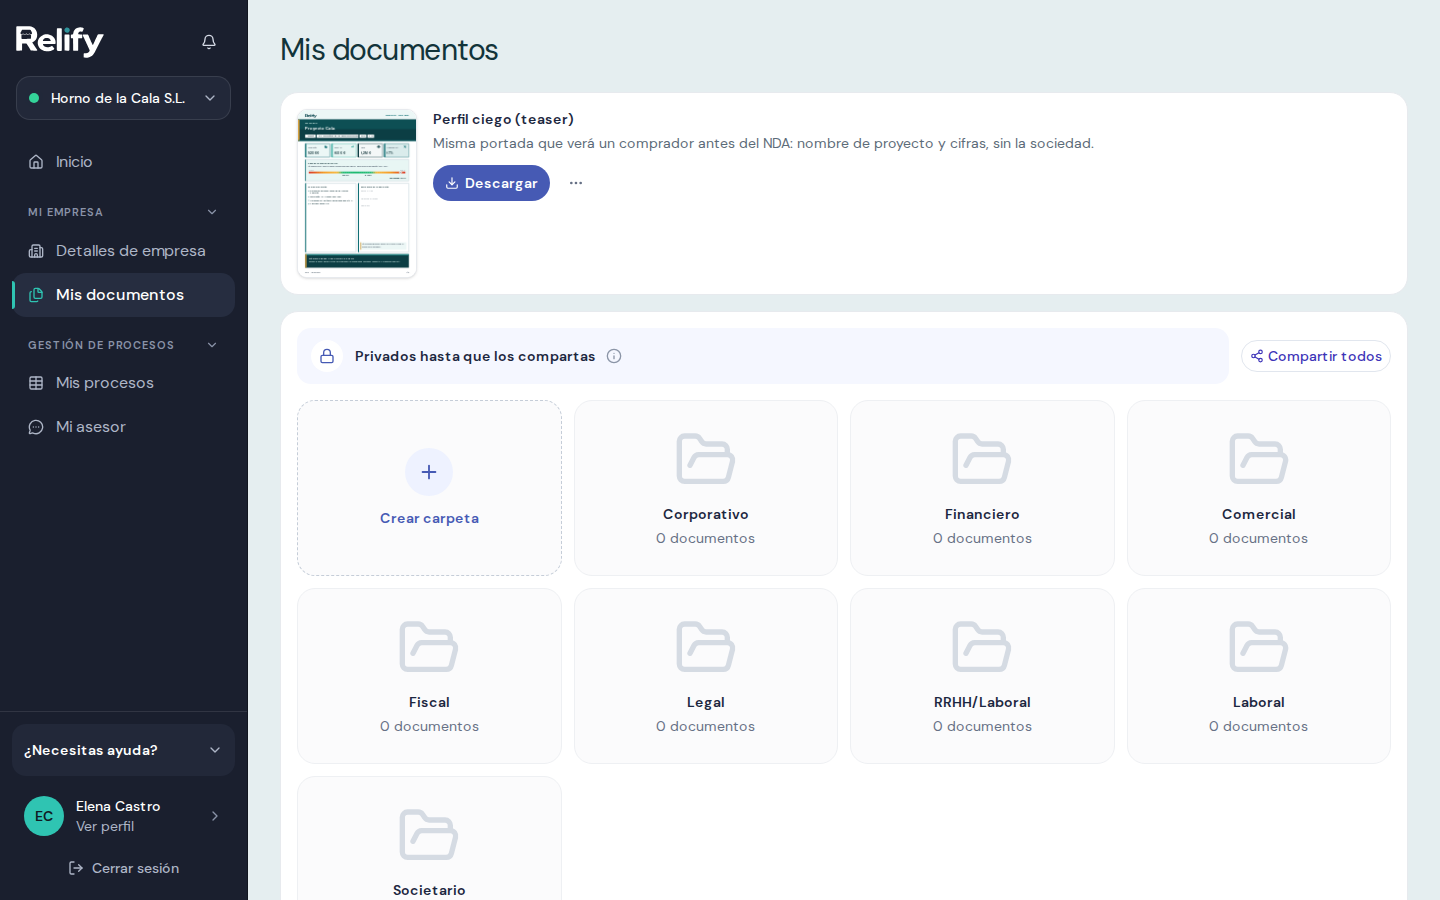 Relify
Horno de la Cala S.L.
Inicio
MI EMPRESA
Detalles de empresa
Mis documentos
GESTIÓN DE PROCESOS
Mis procesos
Mi asesor
¿Necesitas ayuda?
EC
Elena Castro
Ver perfil
Cerrar sesión
Mis documentos
Relify
Proyecto Cala
Perfil ciego (teaser)
Misma portada que verá un comprador antes del NDA: nombre de proyecto y cifras, sin la sociedad.
Descargar
Privados hasta que los compartas
Compartir todos
Crear carpeta
Corporativo
0 documentos
Financiero
0 documentos
Comercial
0 documentos
Fiscal
0 documentos
Legal
0 documentos
RRHH/Laboral
0 documentos
Laboral
0 documentos
Societario